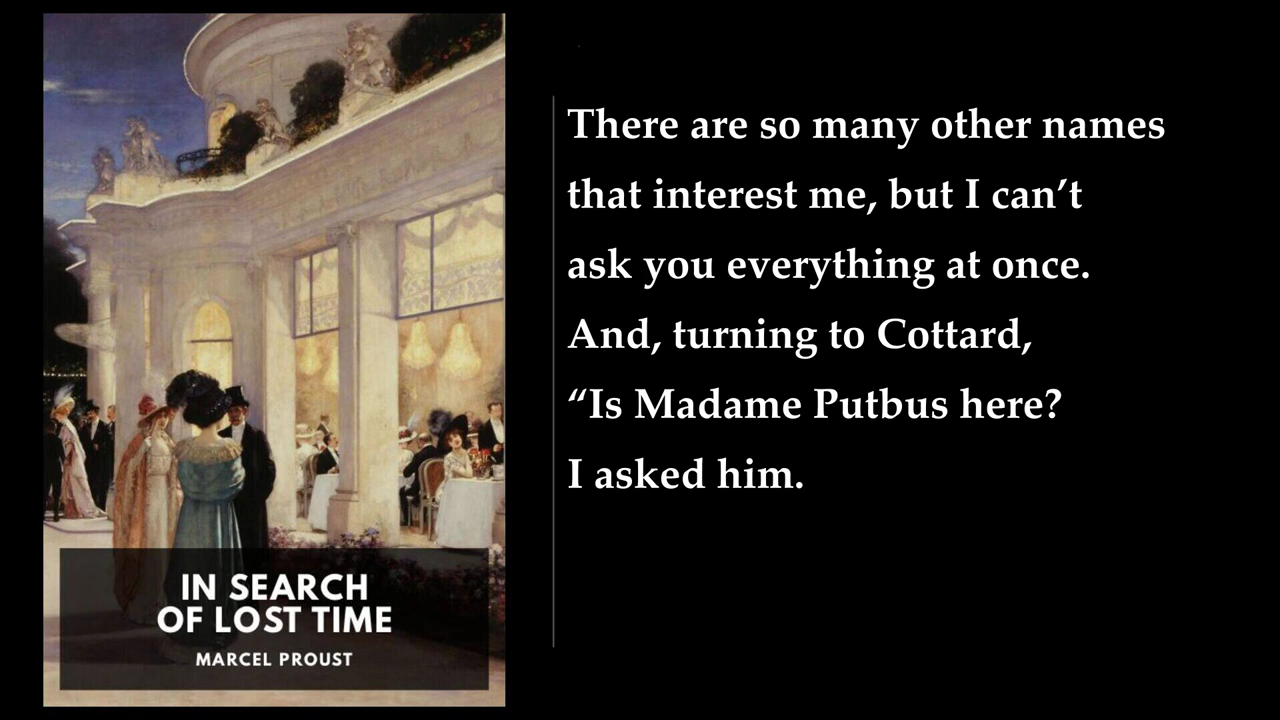 IN SEARCH
OF LOST TIME
MARCEL PROUST
There are so many other names
that interest me, but I can’t
ask you everything at once.
And, turning to Cottard,
“Is Madame Putbus here?
I asked him.